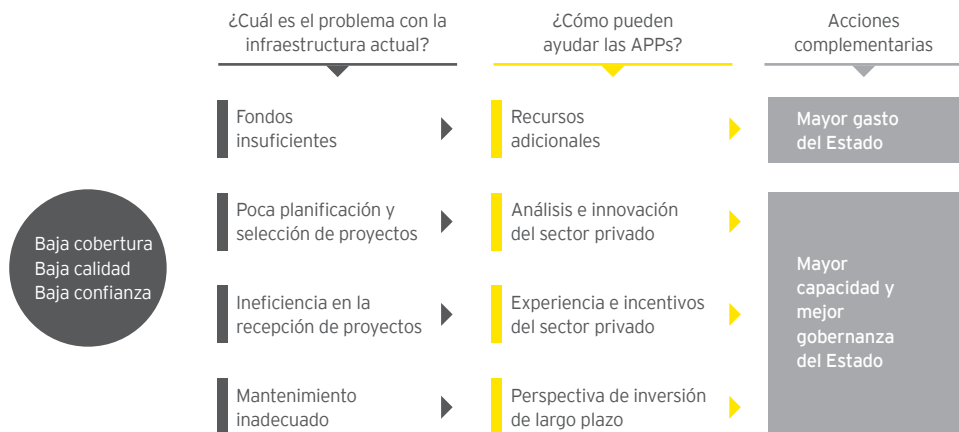 ¿Cuál es el problema con la
infraestructura actual?
¿Cómo pueden
ayudar las APPs?
Acciones
complementarias
Baja cobertura
Baja calidad
Baja confianza
Fondos
insuficientes
Recursos
adicionales
Mayor gasto
del Estado
Poca planificación y
selección de proyectos
Análisis e innovación
del sector privado
Ineficiencia en la
recepción de proyectos
Experiencia e incentivos
del sector privado
Mantenimiento
inadecuado
Perspectiva de inversión
de largo plazo
Mayor
capacidad y
mejor
gobernanza
del Estado